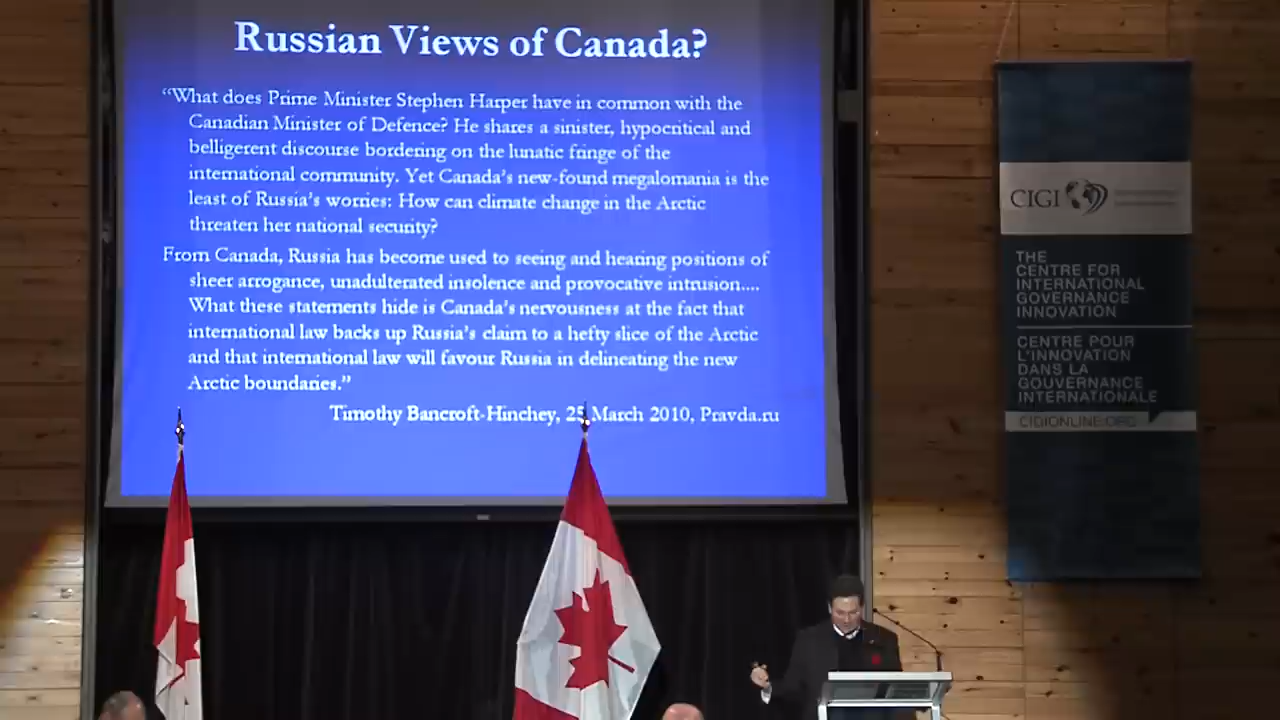 Russian Views of Canada?
“What does Prime Minister Stephen Harper have in common with the
Canadian Minister of Defence? He shares a sinister, hypocritical and
belligerent discourse bordering on the lunatic fringe of the
international community. Yet Canada’s new-found megalomania is the
least of Russia’s worries: How can climate change in the Arctic
threaten her national security?
From Canada, Russia has become used to seeing and hearing positions of
sheer arrogance, unadulterated insolence and provocative intrusion....
What these statements hide is Canada’s nervousness at the fact that
international law backs up Russia’s claim to a hefty slice of the Arctic
and that international law will favour Russia in delineating the new
Arctic boundaries.”
Timothy Bancroft-Hinchey, 25 March 2010, Pravda.ru
CIGI
THE
CENTRE FOR
INTERNATIONAL
GOVERNANCE
INNOVATION
CENTRE POUR
L'INNOVATION
DANS LA
GOUVERNANCE
INTERNATIONALE
CIGIONLINE.ORG